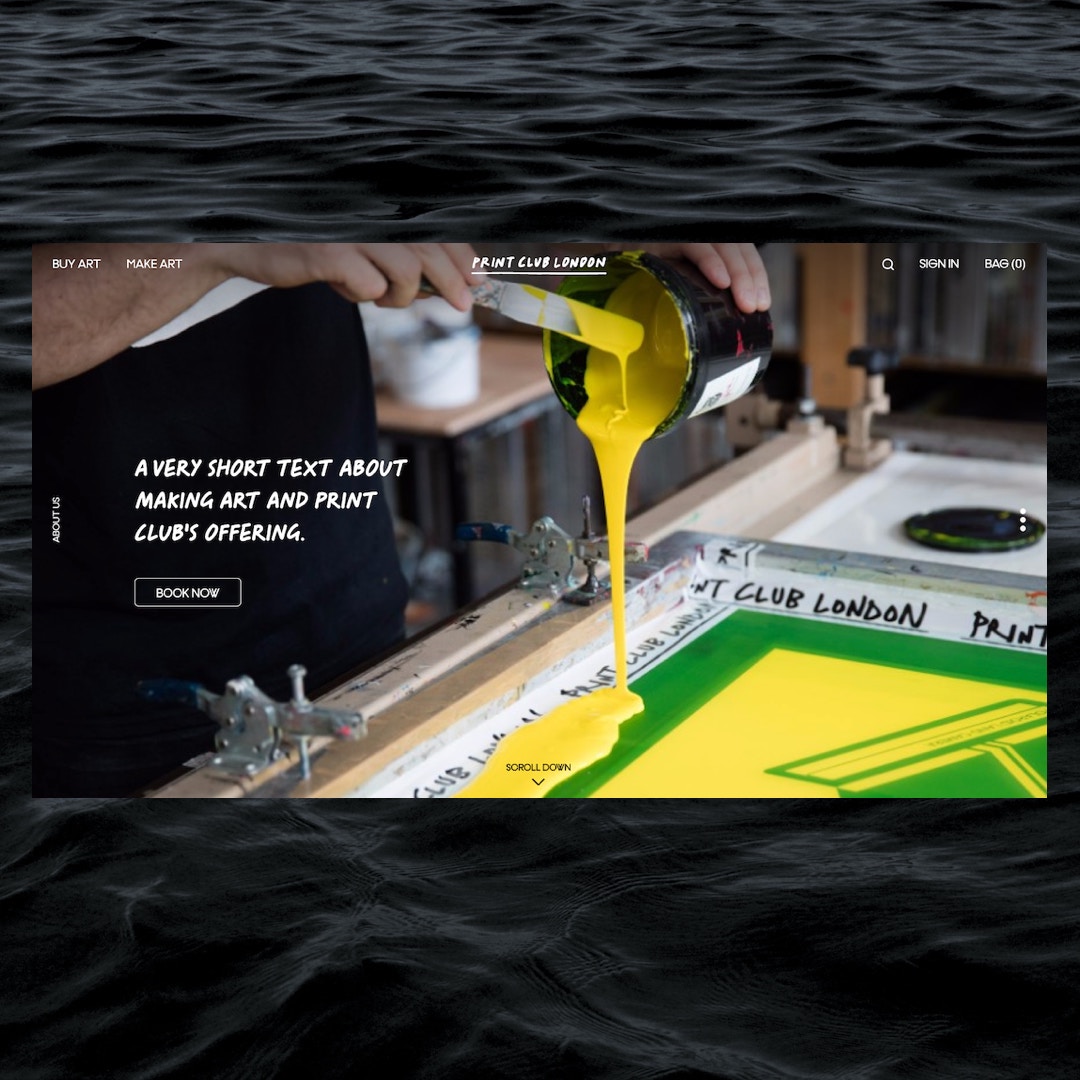 BUY ART
MAKE ART
PRINT CLUB LONDON
SIGN IN
BAG (0)
A VERY SHORT TEXT ABOUT
MAKING ART AND PRINT
CLUB'S OFFERING.
ABOUT US
BOOK NOW
NT CLUB LONDON
PRINT
PRINT CLUB LONDON
CLUB
SCROLL DOWN